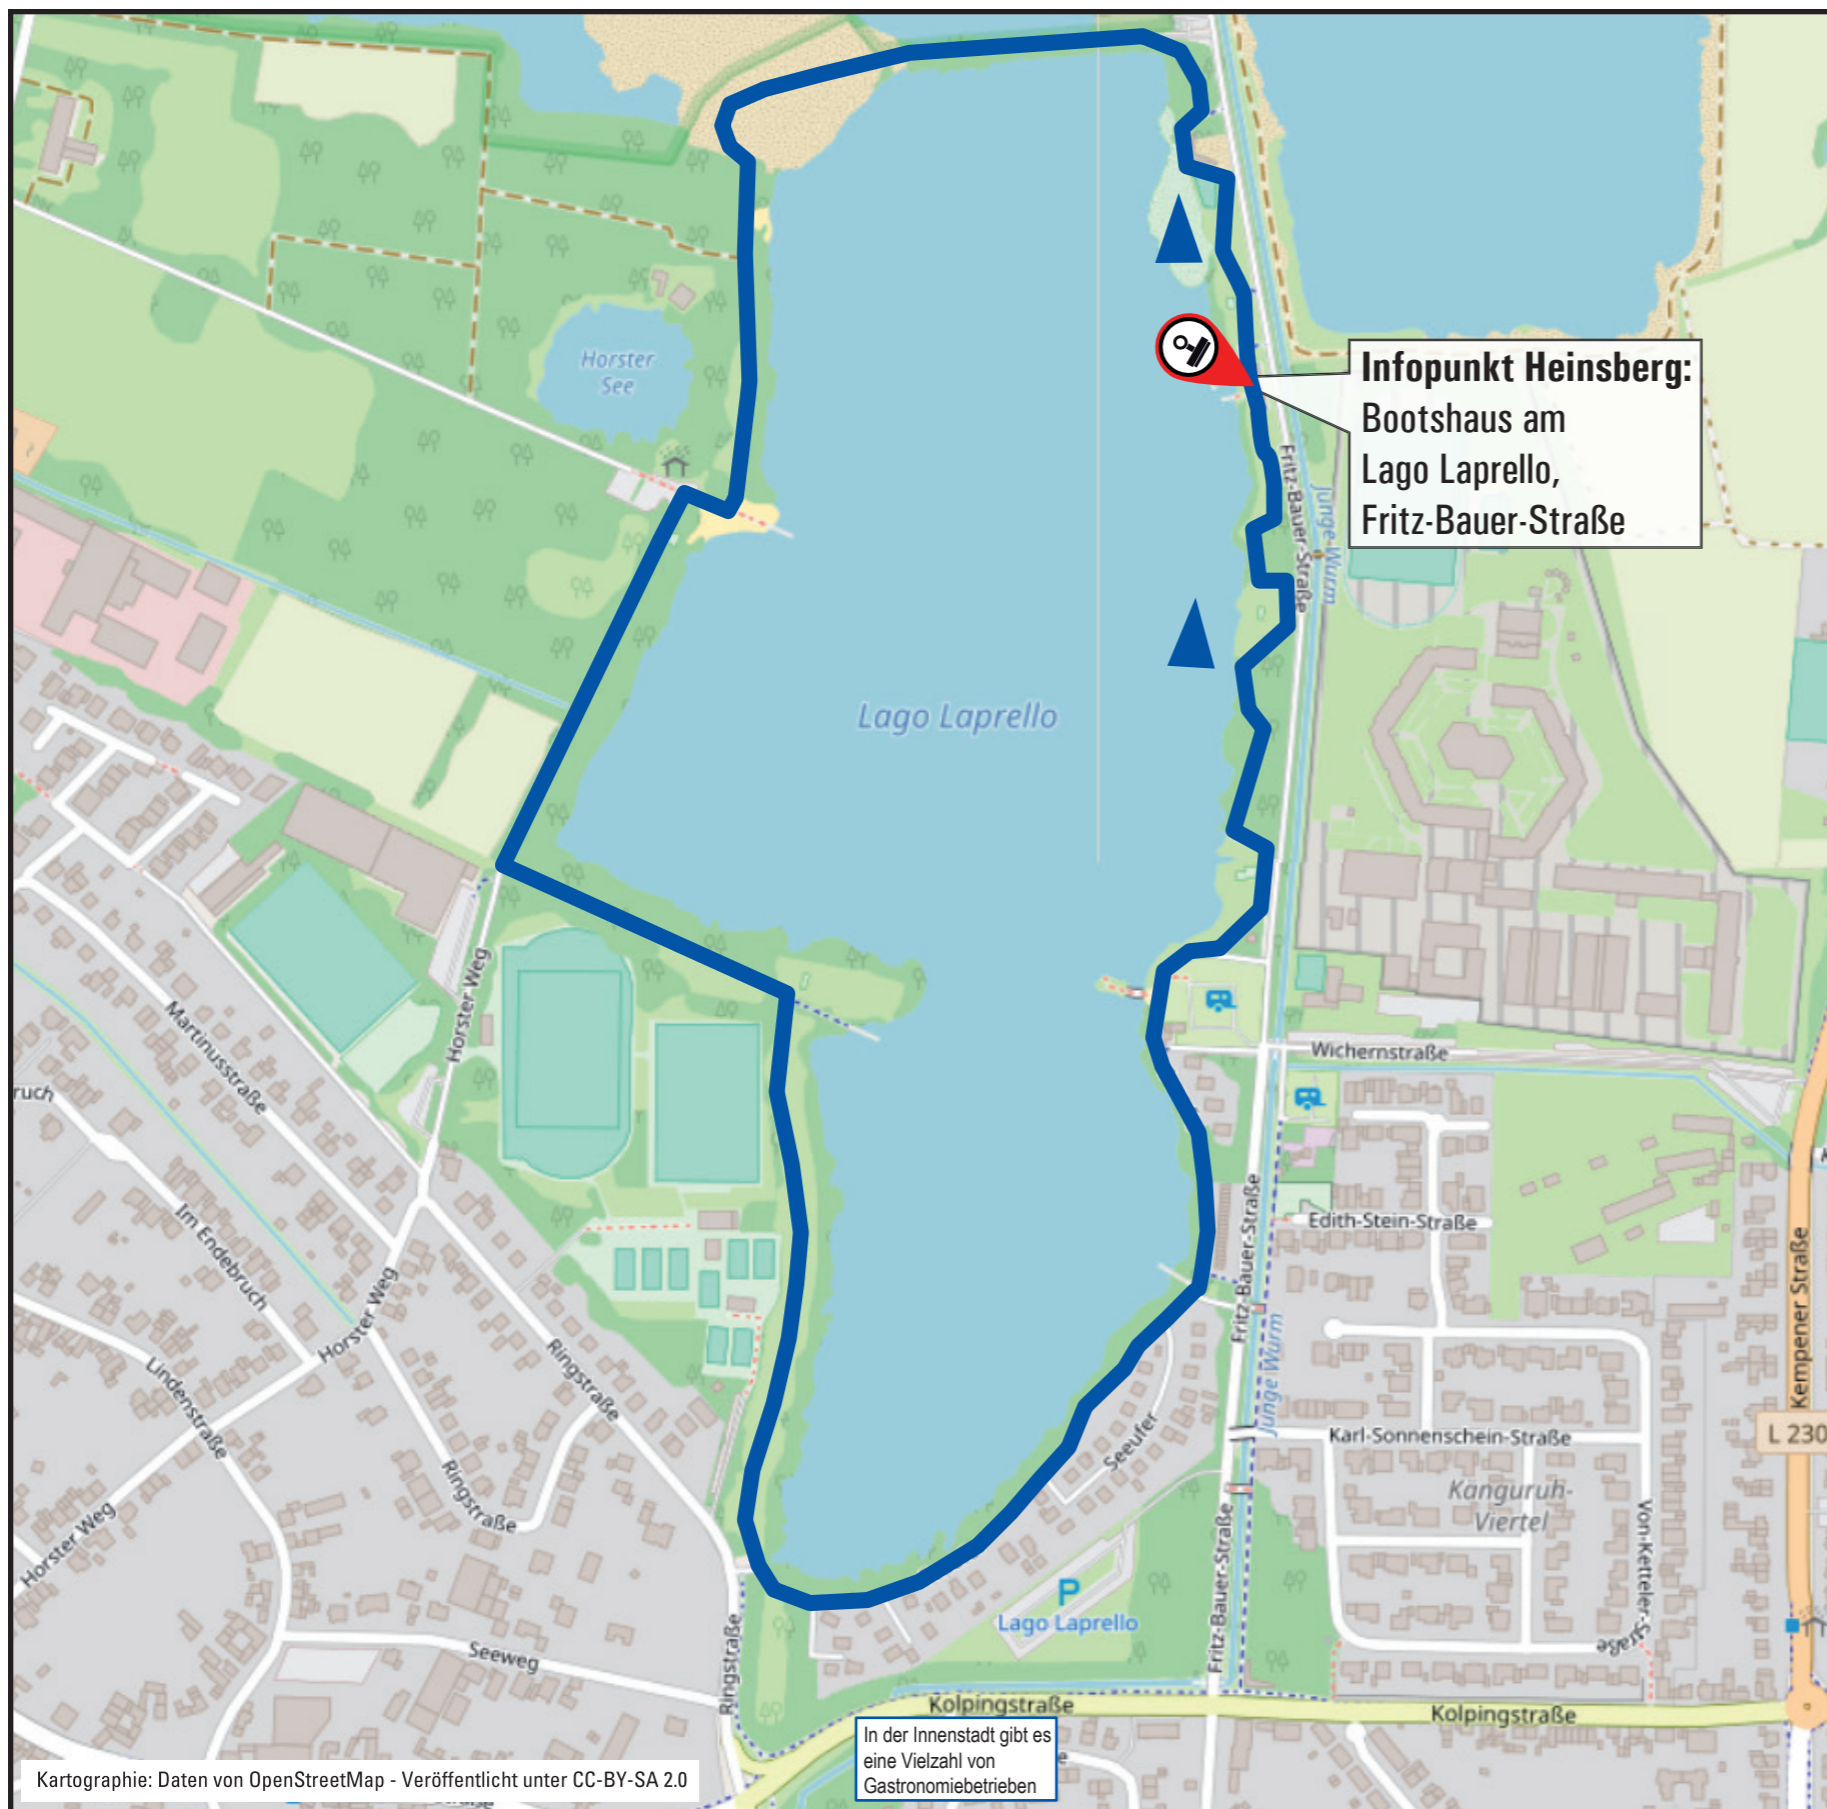 Horster
See
Infopunkt Heinsberg:
Bootshaus am
Lago Laprello,
Fritz-Bauer-Straße
Fritz-Bauer-Straße
Junge Wurm
Lago Laprello
Horster Weg
Martinusstraße
Wichernstraße
ruch
Im Endebruch
Fritz-Bauer-Straße
Edith-Stein-Straße
Kempener Straße
Horster Weg
Lindenstraße
Ringstraße
Junge Wurm
Seeufer
Karl-Sonnenschein-Straße
L 230
Ringstraße
Känguruh-
Viertel
Horster Weg
Fritz-Bauer-Straße
Von-Ketteler-Straße
P
Lago Laprello
Seeweg
Ringstraße
Kolpingstraße
Kolpingstraße
In der Innenstadt gibt es
eine Vielzahl von
Gastronomiebetrieben
Kartographie: Daten von OpenStreetMap - Veröffentlicht unter CC-BY-SA 2.0